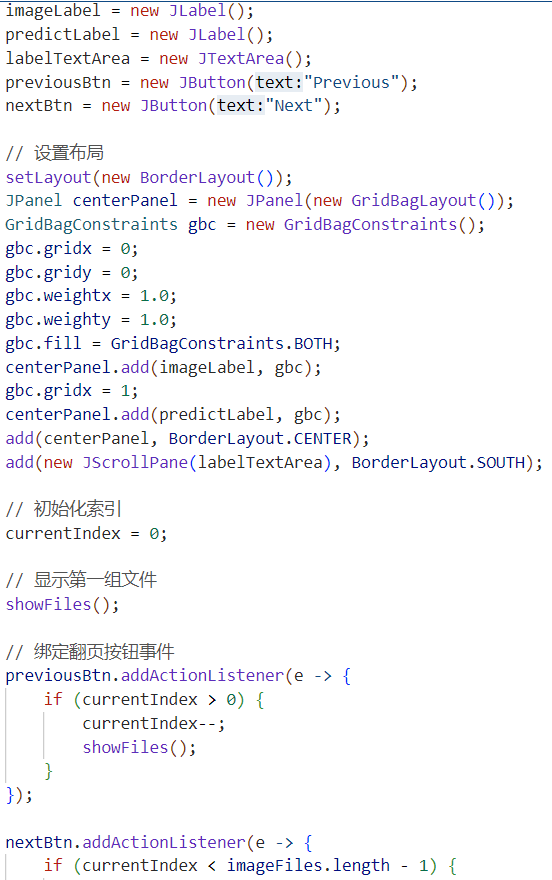 imageLabel = new JLabel();
predictLabel = new JLabel();
labelTextArea = new JTextArea();
previousBtn = new JButton(text:"Previous");
nextBtn = new JButton(text:"Next");
// 设置布局
setLayout(new BorderLayout());
JPanel centerPanel = new JPanel(new GridBagLayout());
GridBagConstraints gbc = new GridBagConstraints();
gbc.gridx = 0;
gbc.gridy = 0;
gbc.weightx = 1.0;
gbc.weighty = 1.0;
gbc.fill = GridBagConstraints.BOTH;
centerPanel.add(imageLabel, gbc);
gbc.gridx = 1;
centerPanel.add(predictLabel, gbc);
add(centerPanel, BorderLayout.CENTER);
add(new JScrollPane(labelTextArea), BorderLayout.SOUTH);
// 初始化索引
currentIndex = 0;
// 显示第一组文件
showFiles();
// 绑定翻页按钮事件
previousBtn.addActionListener(e -> {
    if (currentIndex > 0) {
        currentIndex--;
        showFiles();
    }
});
nextBtn.addActionListener(e -> {
    if (currentIndex < imageFiles.length - 1) {